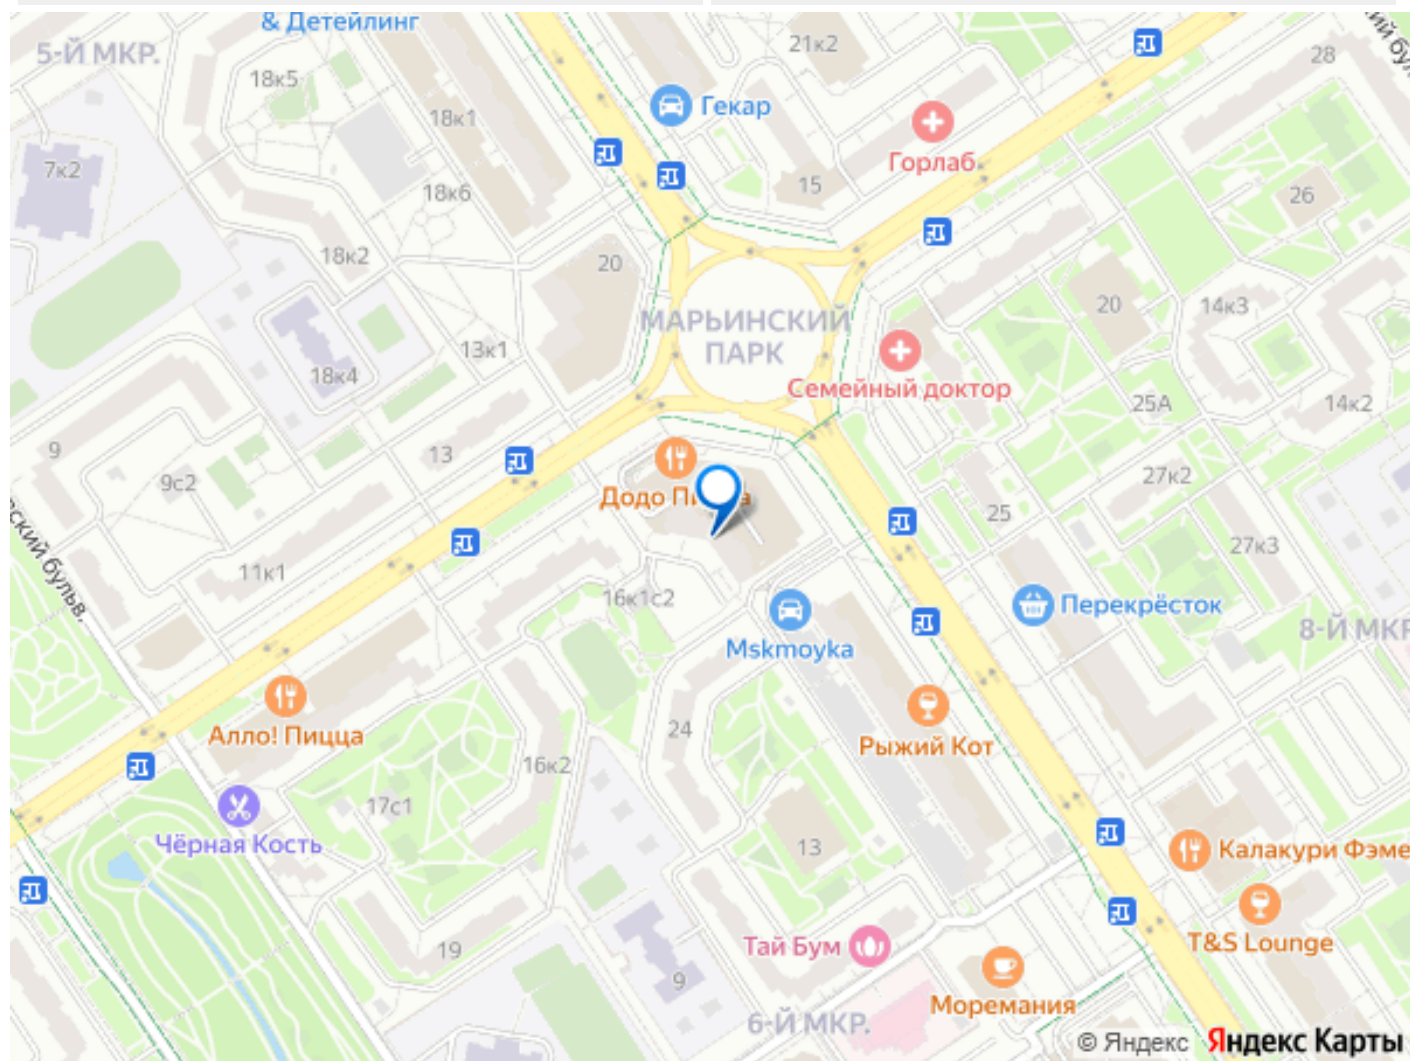 & Детейлинг
5-Й МКР.
21к2
28
18к5
Гекар
18к1
Горлаб
7к2
15
26
18к6
18к2
20
МАРЬИНСКИЙ
ПАРК
20
14к3
13к1
18к4
Семейный доктор
25А
14к2
9
13
9с2
27к2
Додо П
а
25
27к3
11к1
ский бульв.
16к1с2
Перекрёсток
8-Й МКР
Mskmoyka
Алло! Пицца
24
Рыжий Кот
16к2
17с1
Чёрная Кость
13
Калакури Фэме
19
Тай Бум
T&S Lounge
9
Моремания
6-Й МКР.
© Яндекс Яндекс Карты